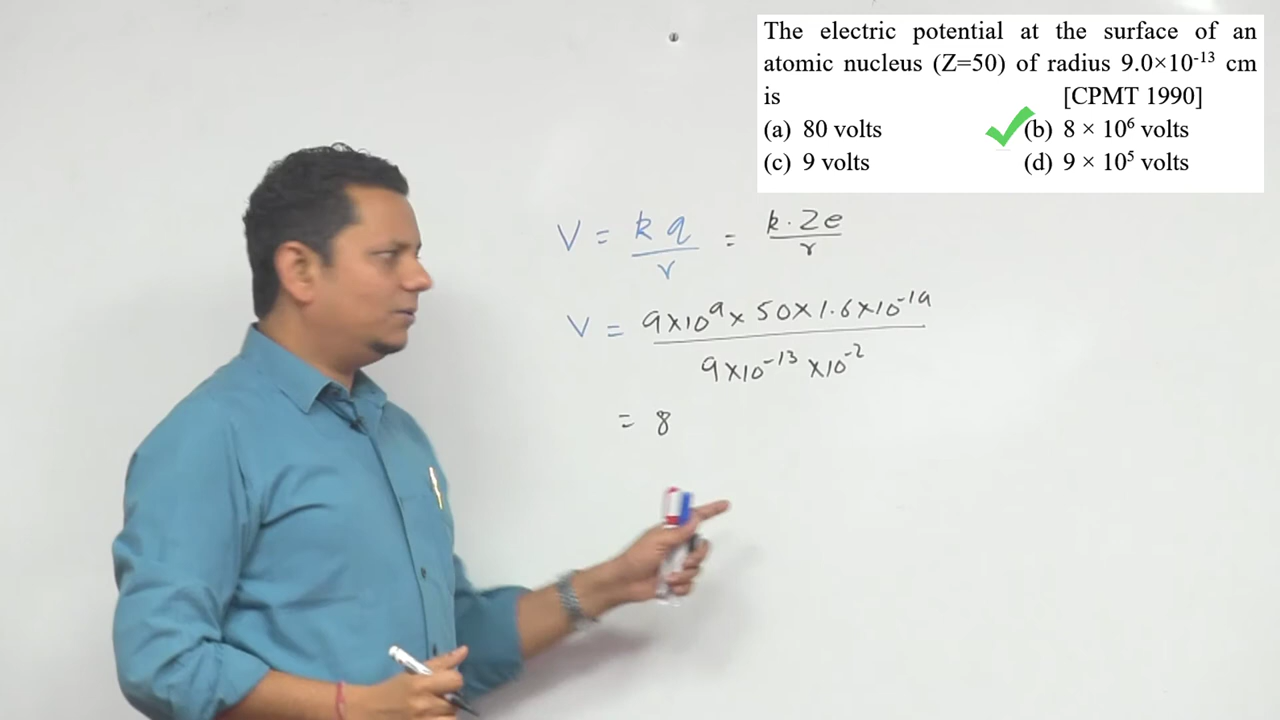 The electric potential at the surface of an
atomic nucleus (Z=50) of radius 9.0×10⁻¹³ cm
is [CPMT 1990]
(a) 80 volts (b) 8 × 10⁶ volts
(c) 9 volts (d) 9 × 10⁵ volts
V = kq/r = k·Ze/r
V = 9×10⁹× 50×1.6×10⁻¹⁹ / 9×10⁻¹³ ×10⁻²
= 8